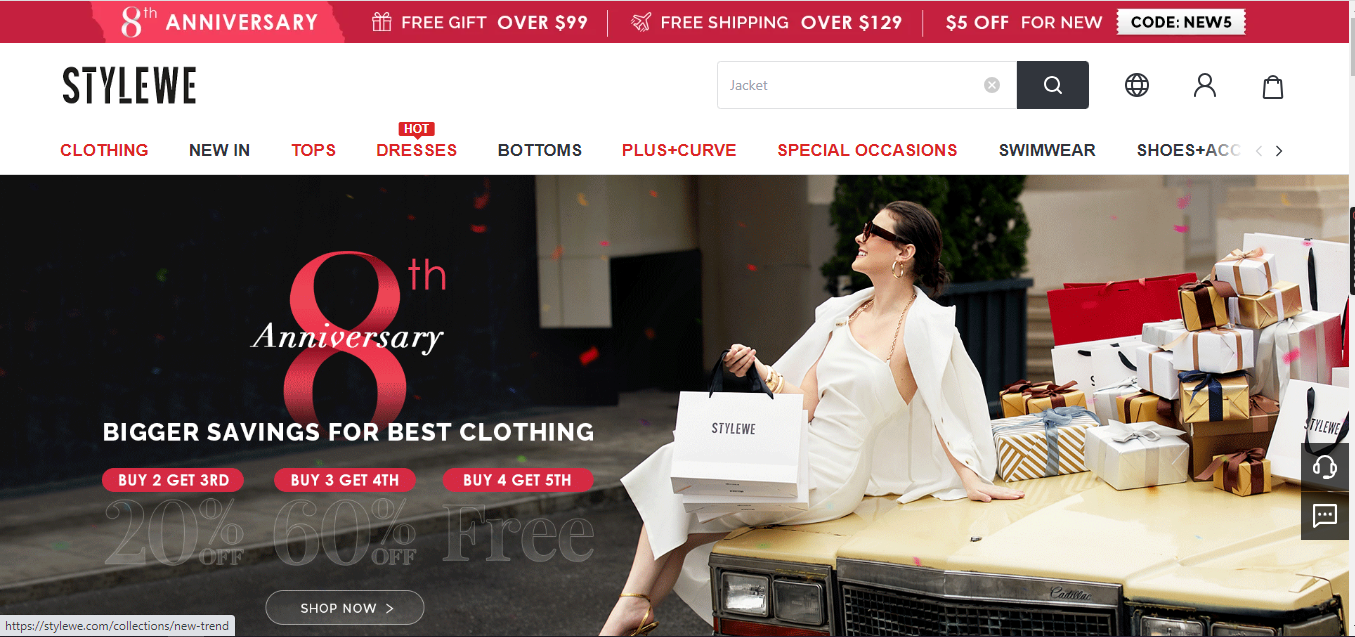 8th ANNIVERSARY
FREE GIFT OVER $99
FREE SHIPPING OVER $129
$5 OFF FOR NEW
CODE: NEW5
STYLEWE
Jacket
HOT
CLOTHING NEW IN TOPS DRESSES BOTTOMS PLUS+CURVE SPECIAL OCCASIONS SWIMWEAR SHOES+ACC
8th
Anniversary
BIGGER SAVINGS FOR BEST CLOTHING
BUY 2 GET 3RD BUY 3 GET 4TH BUY 4 GET 5TH
20% OFF 60% OFF Free
SHOP NOW >
STYLEWE
STYLEWE
Cadillac
https://stylewe.com/collections/new-trend